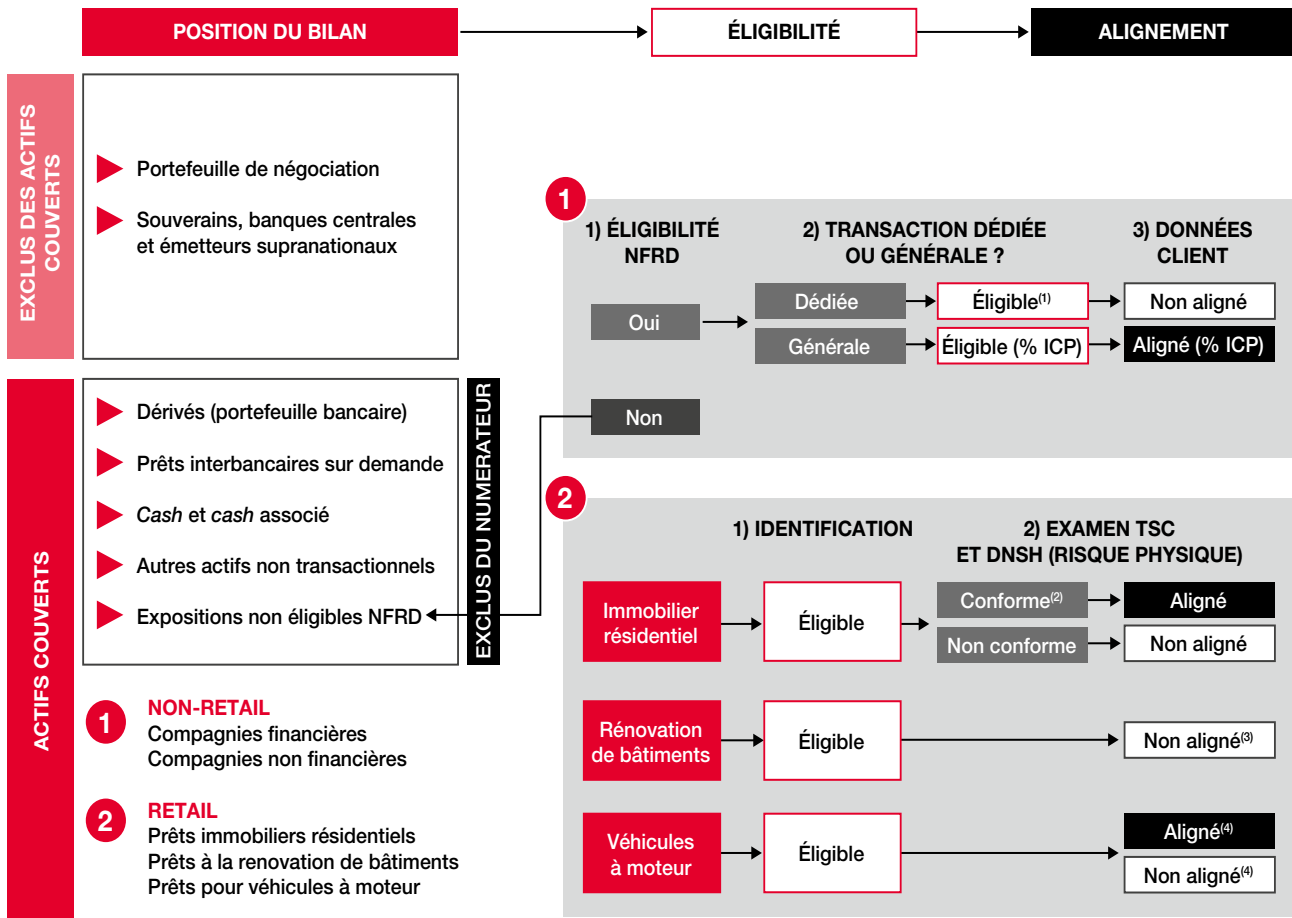 POSITION DU BILAN
ÉLIGIBILITÉ
ALIGNEMENT
EXCLUS DES ACTIFS
COUVERTS
Portefeuille de négociation
Souverains, banques centrales
et émetteurs supranationaux
ACTIFS COUVERTS
Dérivés (portefeuille bancaire)
Prêts interbancaires sur demande
Cash et cash associé
Autres actifs non transactionnels
Expositions non éligibles NFRD
EXCLUS DU NUMERATEUR
1
NON-RETAIL
Compagnies financières
Compagnies non financières
2
RETAIL
Prêts immobiliers résidentiels
Prêts à la renovation de bâtiments
Prêts pour véhicules à moteur
1
1) ÉLIGIBILITÉ
NFRD
2) TRANSACTION DÉDIÉE
OU GÉNÉRALE ?
3) DONNÉES
CLIENT
Oui
Dédiée
Éligible(1)
Non aligné
Générale
Éligible (% ICP)
Aligné (% ICP)
Non
2
1) IDENTIFICATION
2) EXAMEN TSC
ET DNSH (RISQUE PHYSIQUE)
Immobilier
résidentiel
Éligible
Conforme(2)
Aligné
Non conforme
Non aligné
Rénovation
de bâtiments
Éligible
Non aligné(3)
Véhicules
à moteur
Éligible
Aligné(4)
Non aligné(4)